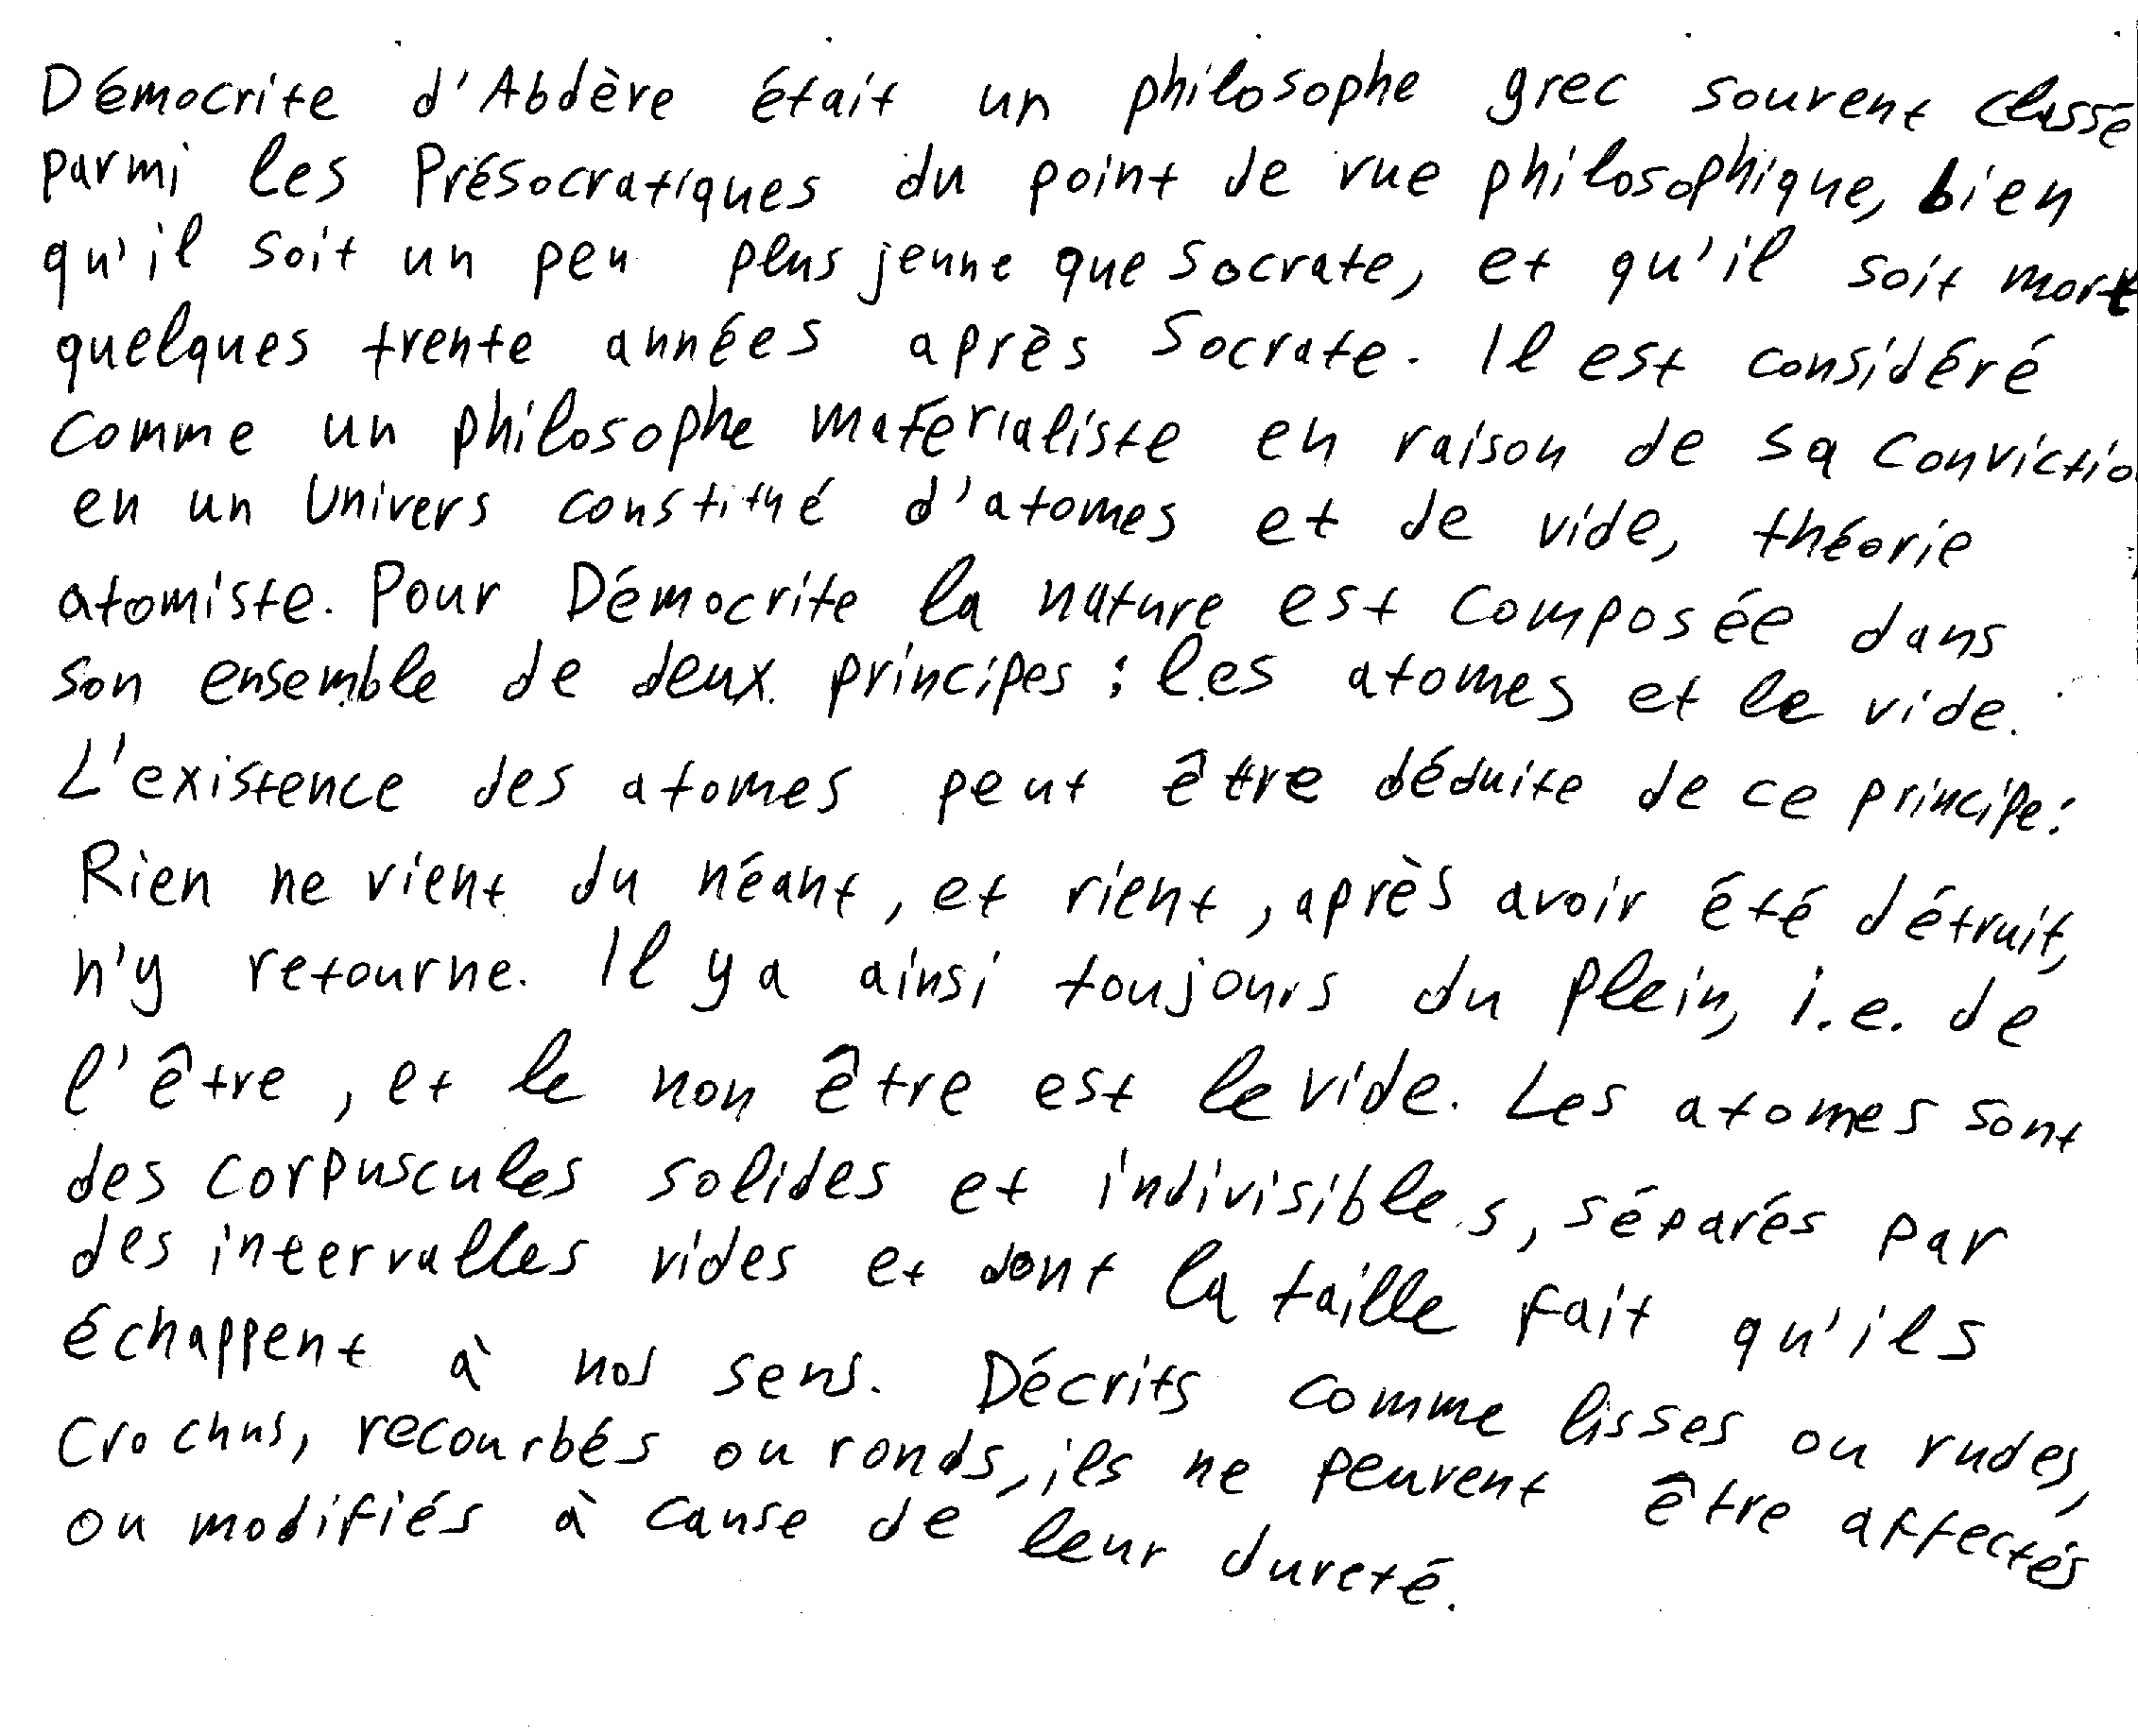 Démocrite d'Abdère était un philosophe grec souvent classé
parmi les Présocratiques du point de vue philosophique, bien
qu'il soit un peu plus jeune que Socrate, et qu'il soit mort
quelques trente années après Socrate. Il est considéré
comme un philosophe matérialiste en raison de sa convictio
en un Univers constitué d'atomes et de vide, théorie
atomiste. Pour Démocrite la nature est composée dans
son ensemble de deux principes : les atomes et le vide.
L'existence des atomes peut être déduite de ce principe :
Rien ne vient du néant, et rient, après avoir été détruit,
n'y retourne. Il y a ainsi toujours du plein, i.e. de
l'être, et le non être est le vide. Les atomes sont
des corpuscules solides et indivisibles, séparés par
des intervalles vides et dont la taille fait qu'ils
échappent à nos sens. Décrits comme lisses ou rudes,
crochus, recourbés ou ronds, ils ne peuvent être affectés
ou modifiés à cause de leur dureté.